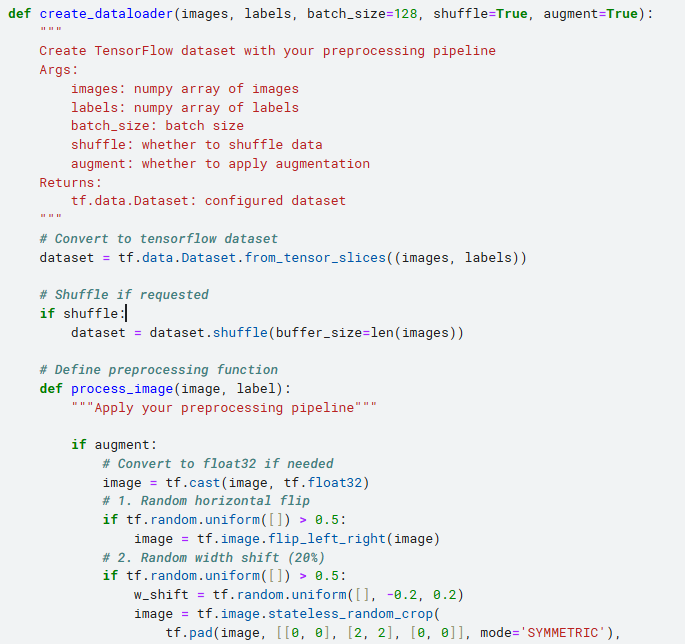 def create_dataloader(images, labels, batch_size=128, shuffle=True, augment=True):
    """
    Create TensorFlow dataset with your preprocessing pipeline
    Args:
        images: numpy array of images
        labels: numpy array of labels
        batch_size: batch size
        shuffle: whether to shuffle data
        augment: whether to apply augmentation
    Returns:
        tf.data.Dataset: configured dataset
    """
    # Convert to tensorflow dataset
    dataset = tf.data.Dataset.from_tensor_slices((images, labels))

    # Shuffle if requested
    if shuffle:
        dataset = dataset.shuffle(buffer_size=len(images))

    # Define preprocessing function
    def process_image(image, label):
        """Apply your preprocessing pipeline"""

        if augment:
            # Convert to float32 if needed
            image = tf.cast(image, tf.float32)
            # 1. Random horizontal flip
            if tf.random.uniform([]) > 0.5:
                image = tf.image.flip_left_right(image)
            # 2. Random width shift (20%)
            if tf.random.uniform([]) > 0.5:
                w_shift = tf.random.uniform([], -0.2, 0.2)
                image = tf.image.stateless_random_crop(
                    tf.pad(image, [[0, 0], [2, 2], [0, 0]], mode='SYMMETRIC'),